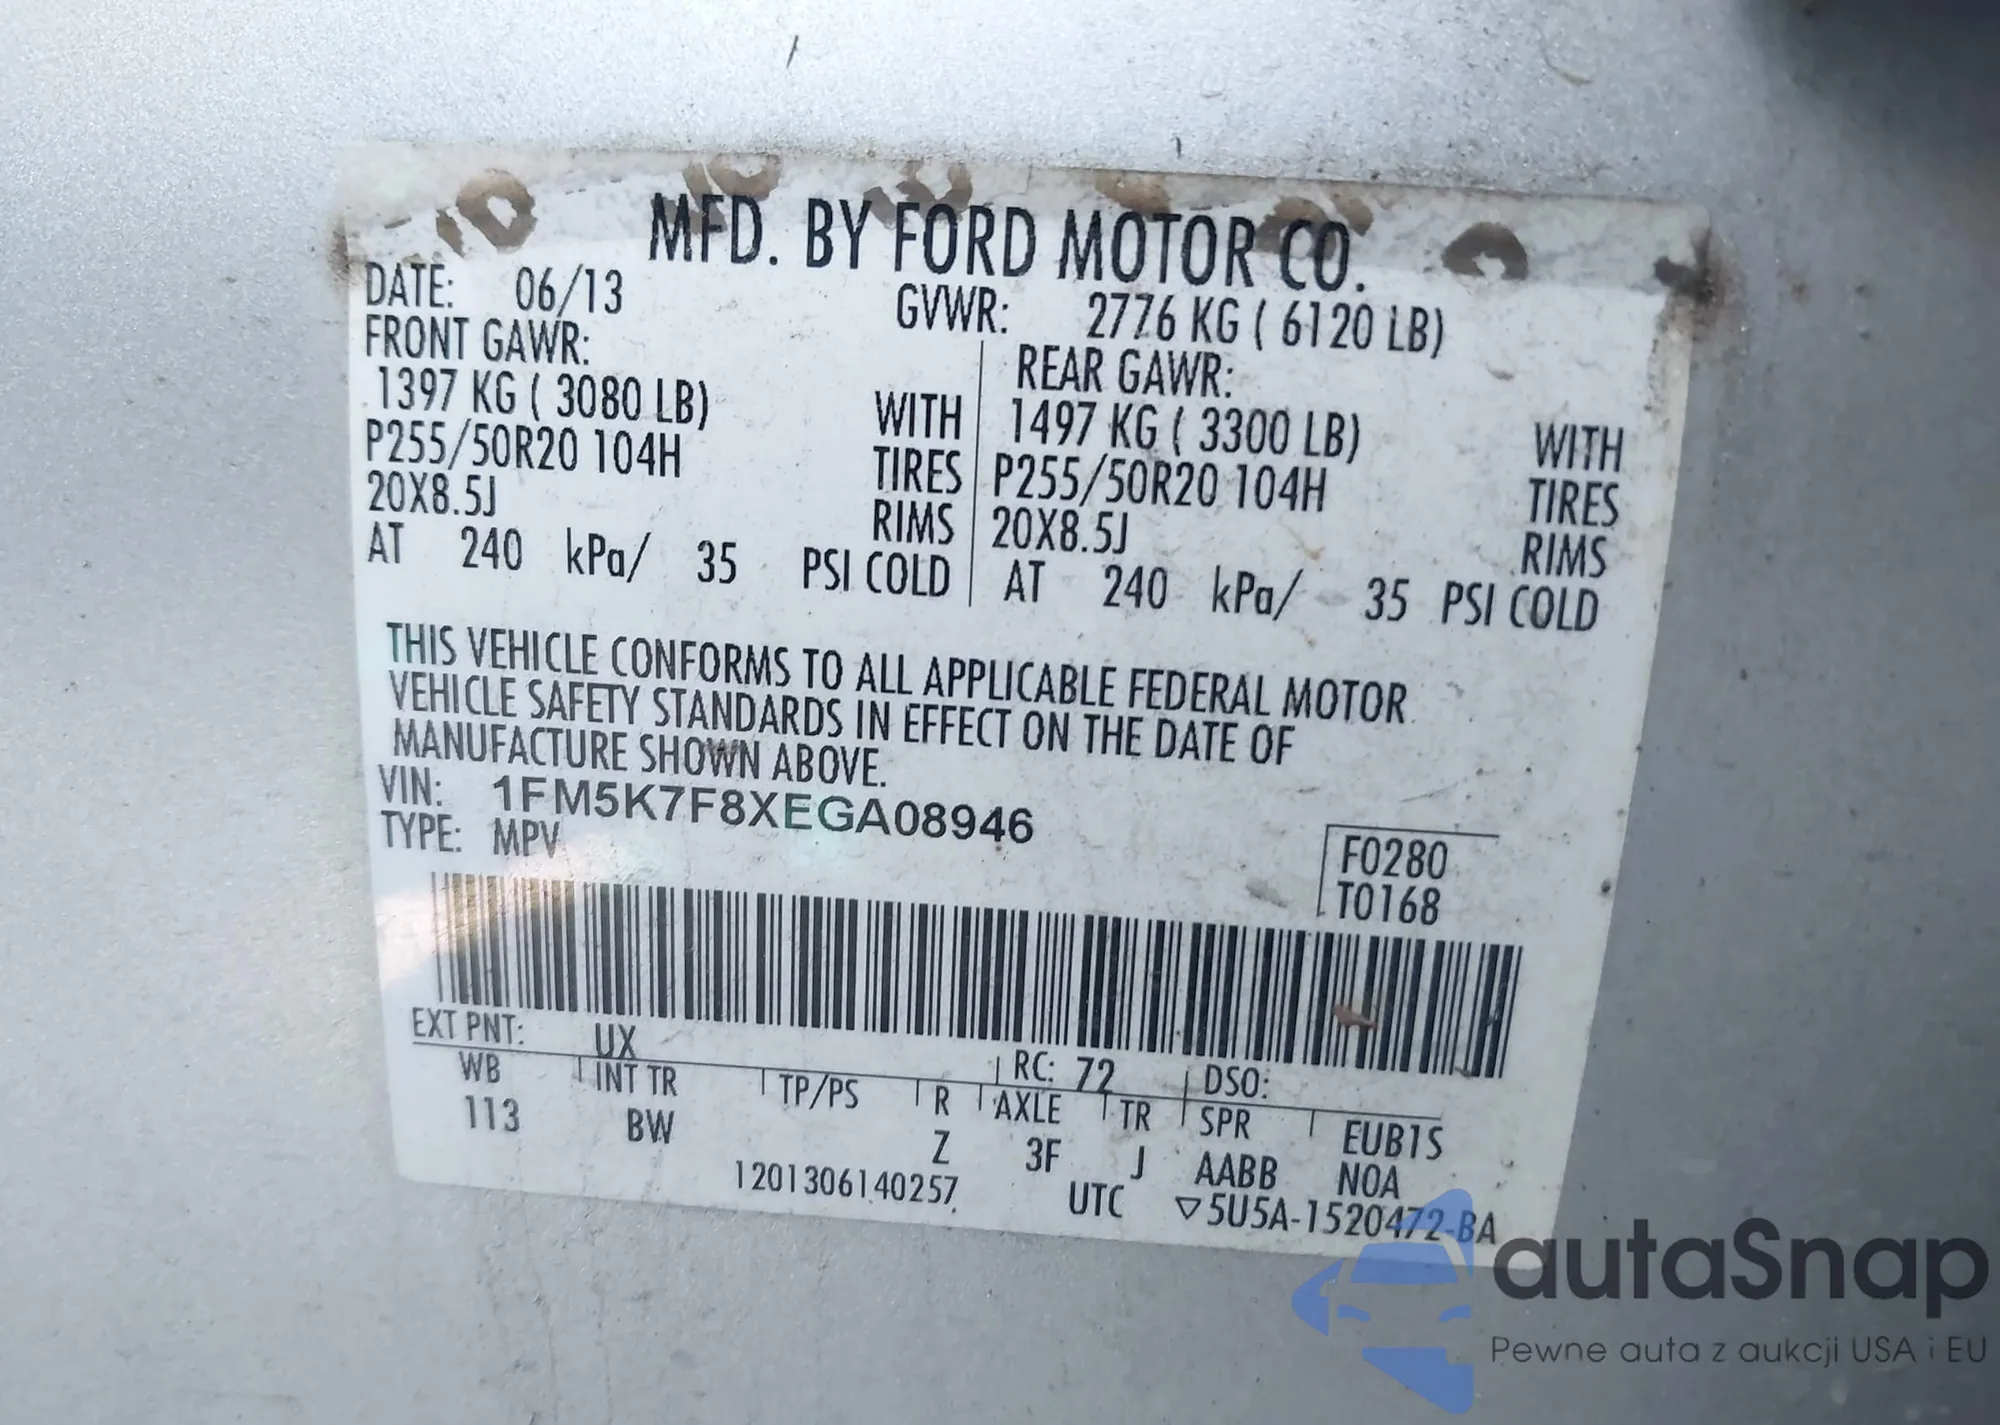 MFD. BY FORD MOTOR CO.
DATE: 06/13 GVWR: 2776 KG ( 6120 LB)
FRONT GAWR: REAR GAWR:
1397 KG ( 3080 LB) WITH 1497 KG ( 3300 LB) WITH
P255/50R20 104H TIRES P255/50R20 104H TIRES
20X8.5J RIMS 20X8.5J RIMS
AT 240 kPa/ 35 PSI COLD AT 240 kPa/ 35 PSI COLD
THIS VEHICLE CONFORMS TO ALL APPLICABLE FEDERAL MOTOR
VEHICLE SAFETY STANDARDS IN EFFECT ON THE DATE OF
MANUFACTURE SHOWN ABOVE.
VIN: 1FM5K7F8XEGA08946
TYPE: MPV
F0280
T0168
EXT PNT: UX RC: 72 DSO:
WB INT TR TP/PS R AXLE TR SPR EUB1S
113 BW Z 3F J AABB NOA
1201306140257 UTC ▽5U5A-1520472-BA
autaSnap
Pewne auta z aukcji USA i EU